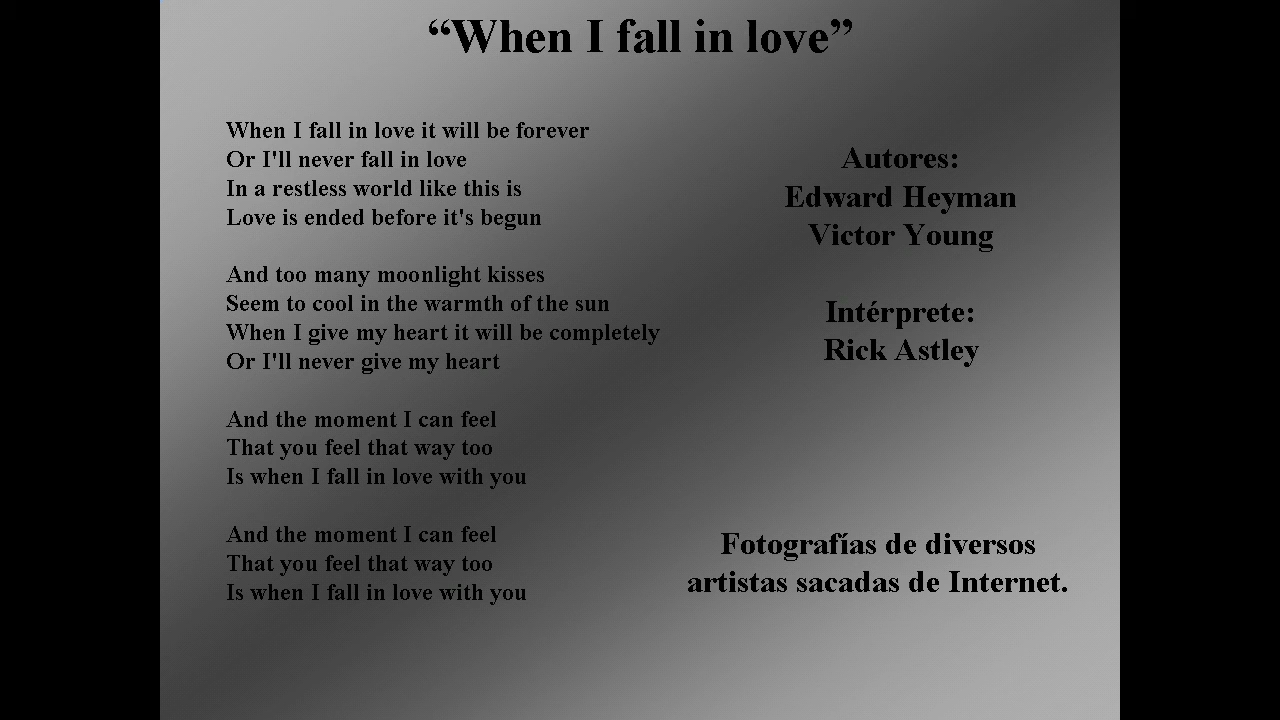 “When I fall in love”
When I fall in love it will be forever
Or I'll never fall in love
In a restless world like this is
Love is ended before it's begun
And too many moonlight kisses
Seem to cool in the warmth of the sun
When I give my heart it will be completely
Or I'll never give my heart
And the moment I can feel
That you feel that way too
Is when I fall in love with you
And the moment I can feel
That you feel that way too
Is when I fall in love with you
Autores:
Edward Heyman
Victor Young
Intérprete:
Rick Astley
Fotografías de diversos
artistas sacadas de Internet.